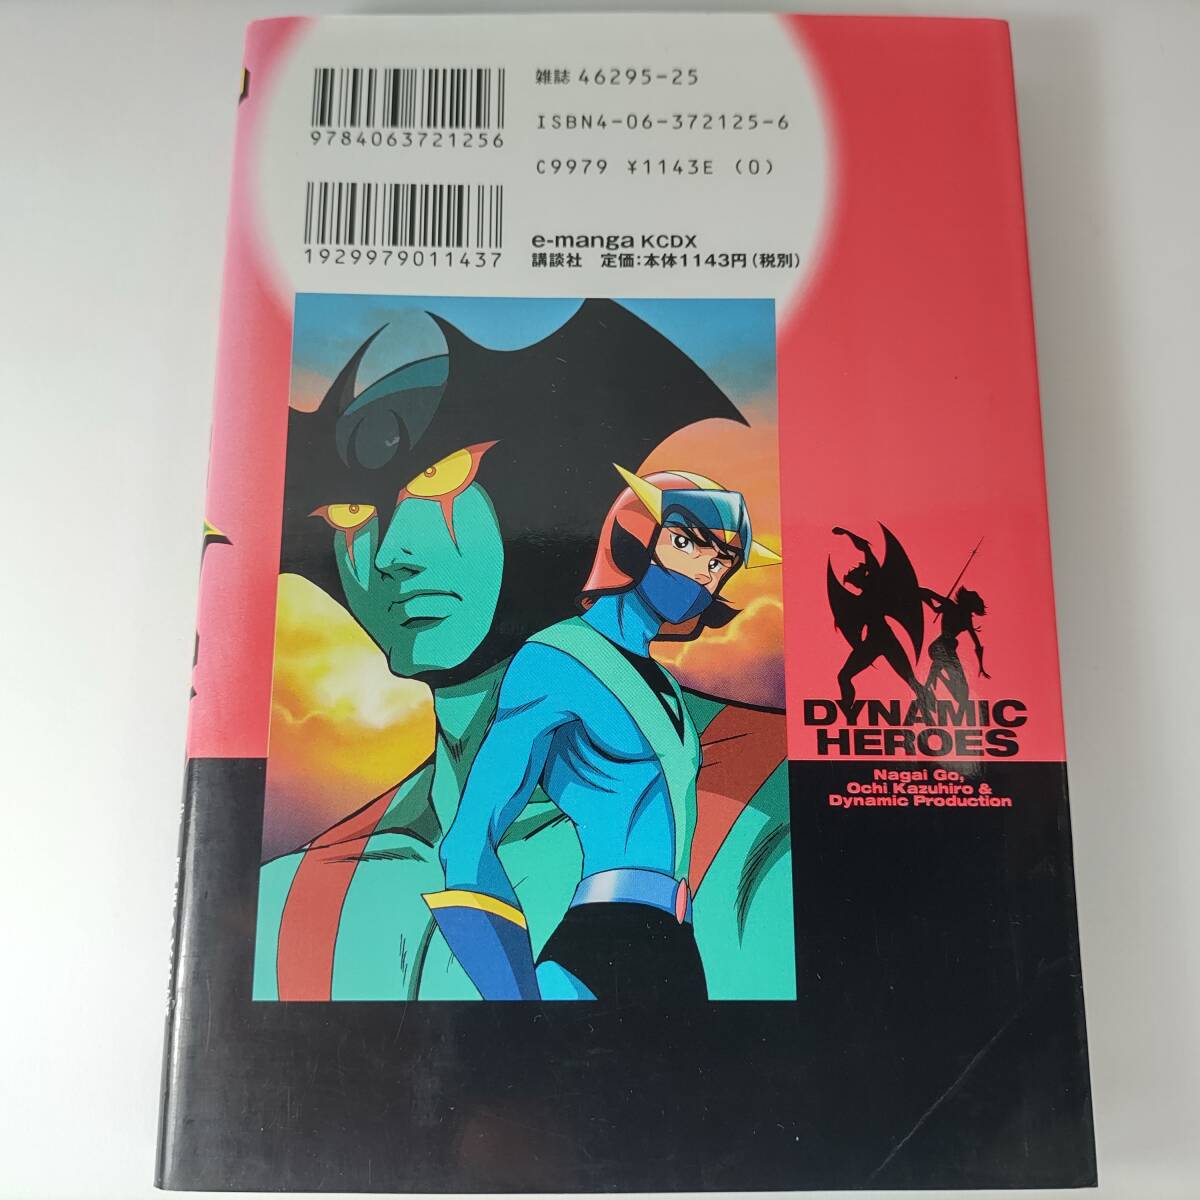 雑誌 46295-25
ISBN4-06-372125-6
9784063721256
C9979 ¥1143E (0)
1929979011437
e-manga KCDX
講談社 定価:本体1143円(税別)
DYNAMIC
HEROES
Nagai Go,
Ochi Kazuhiro &
Dynamic Production